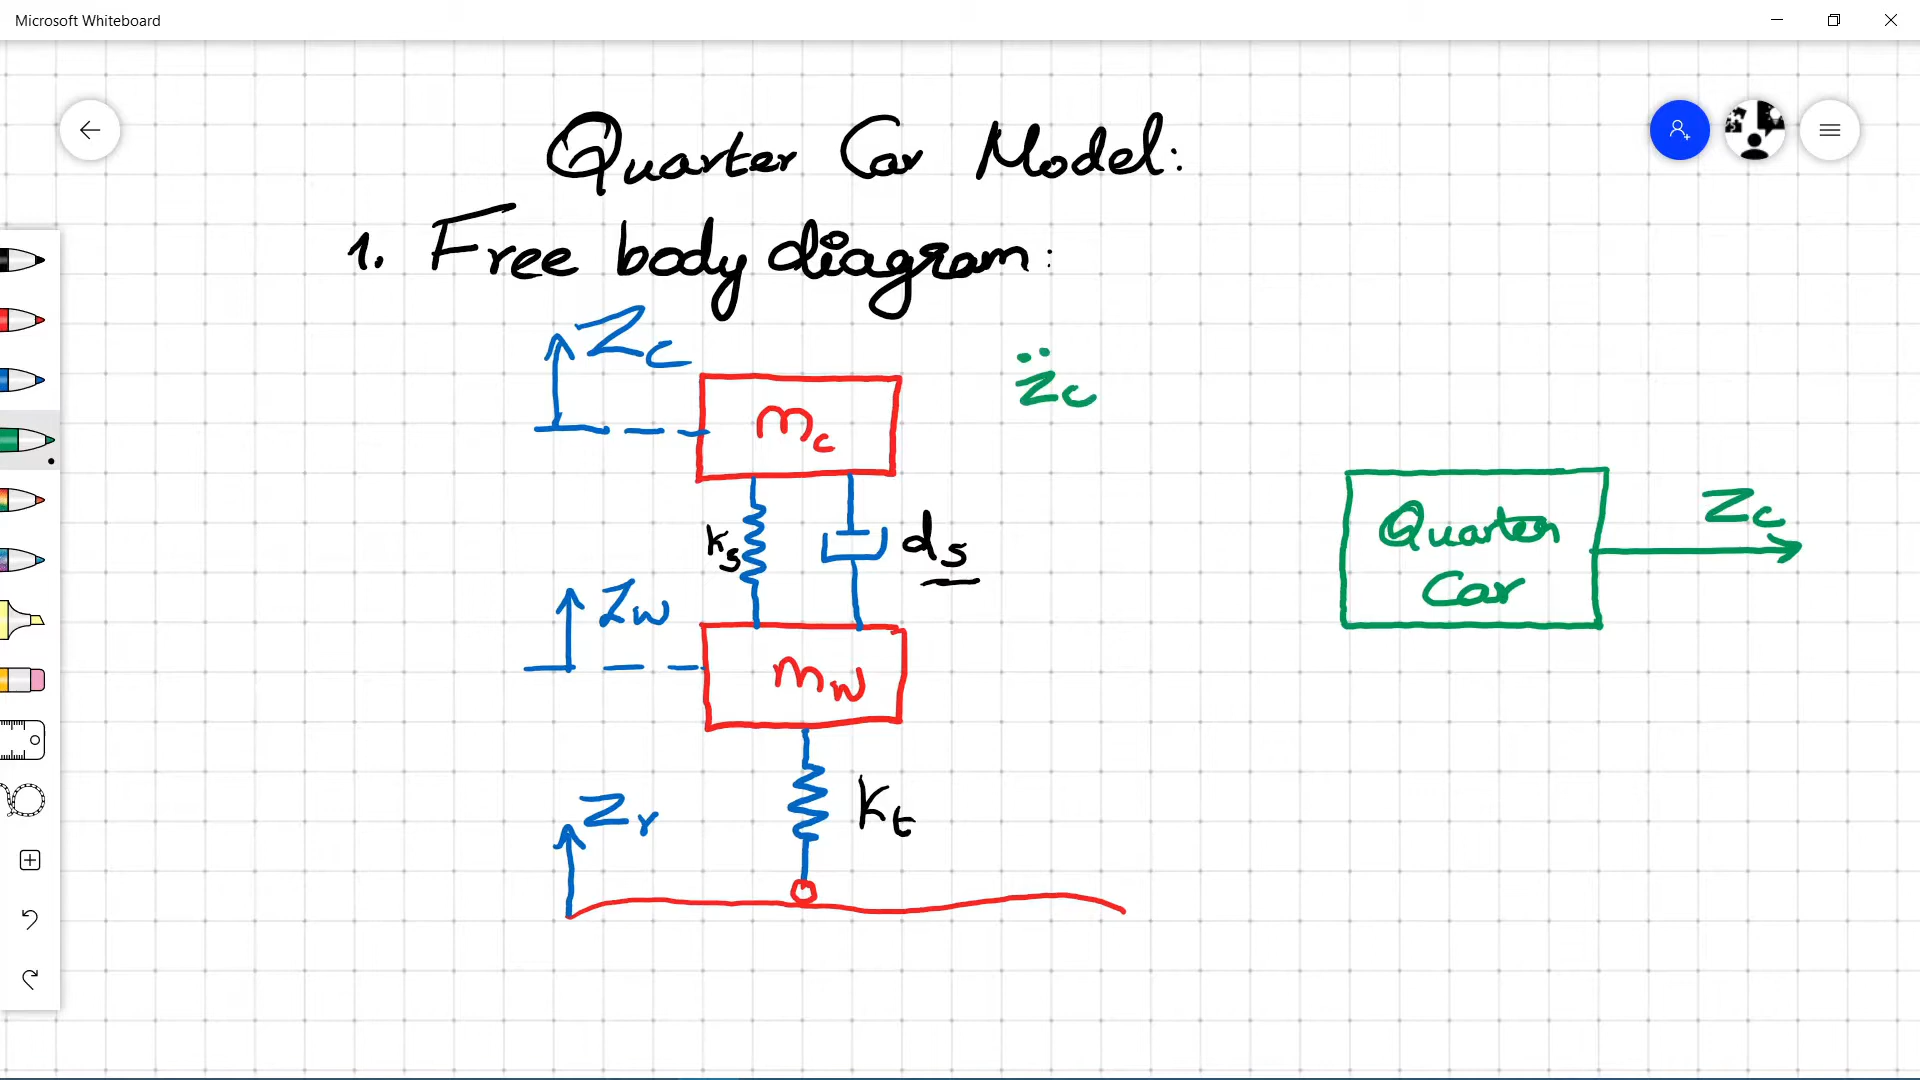 Microsoft Whiteboard
Quarter Car Model:
1. Free body diagram:
Zc
z̈c
mc
Zc
Quarter
Car
ks
ds
Zw
mw
Zr
Kt